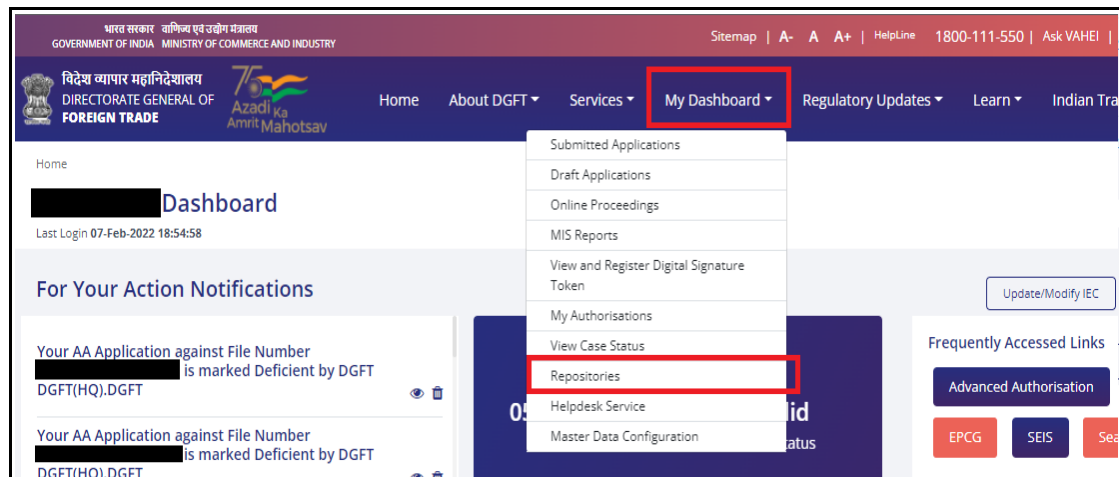 भारत सरकार वाणिज्य एवं उद्योग मंत्रालय
GOVERNMENT OF INDIA MINISTRY OF COMMERCE AND INDUSTRY
Sitemap | A- A A+ | HelpLine 1800-111-550 | Ask VAHEI |
विदेश व्यापार महानिदेशालय
DIRECTORATE GENERAL OF
FOREIGN TRADE
75
Azadi Ka
Amrit Mahotsav
Home About DGFT Services My Dashboard Regulatory Updates Learn Indian Tra
Submitted Applications
Draft Applications
Online Proceedings
MIS Reports
View and Register Digital Signature
Token
My Authorisations
View Case Status
Repositories
Helpdesk Service
Master Data Configuration
Home
Dashboard
Last Login 07-Feb-2022 18:54:58
For Your Action Notifications
Update/Modify IEC
Your AA Application against File Number
is marked Deficient by DGFT
DGFT(HQ).DGFT
Your AA Application against File Number
is marked Deficient by DGFT
DGFT(HQ).DGFT
lid
tatus
Frequently Accessed Links
Advanced Authorisation
EPCG SEIS Sea